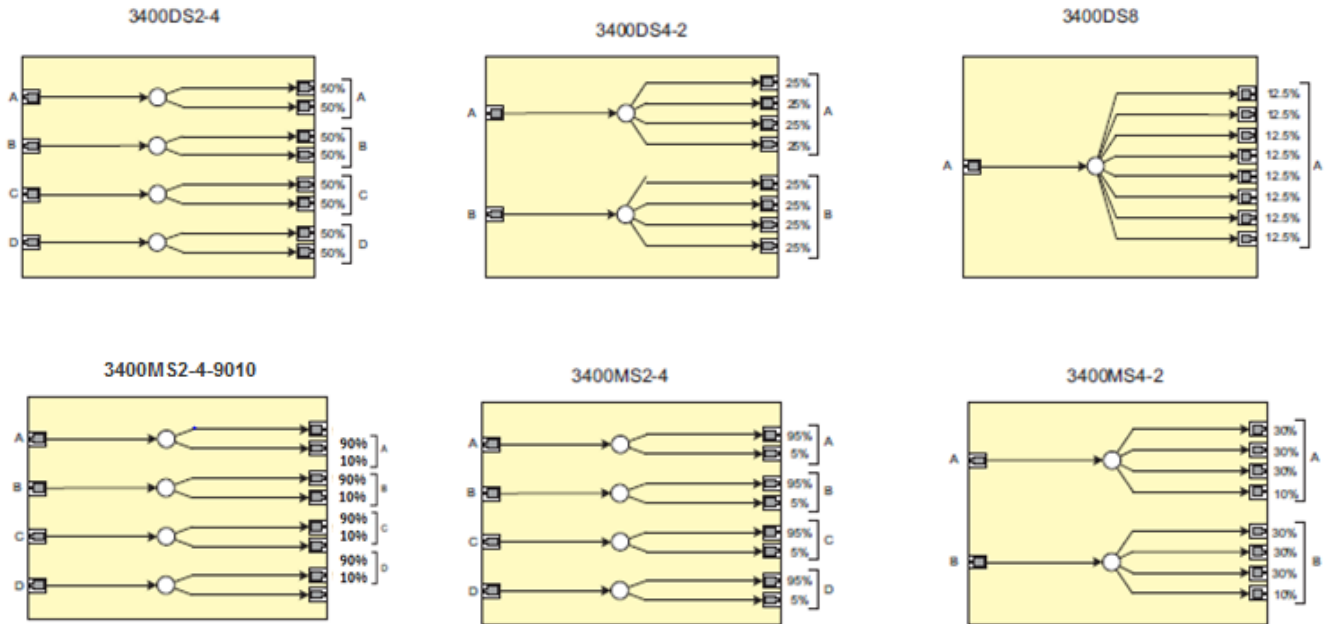 3400DS2-4
A
50%
50%
A
B
50%
50%
B
C
50%
50%
C
D
50%
50%
D
3400DS4-2
A
25%
25%
25%
25%
A
B
25%
25%
25%
25%
B
3400DS8
A
12.5%
12.5%
12.5%
12.5%
12.5%
12.5%
12.5%
12.5%
A
3400MS2-4-9010
A
90%
10%
A
B
90%
10%
B
C
90%
10%
C
D
90%
10%
D
3400MS2-4
A
95%
5%
A
B
95%
5%
B
C
95%
5%
C
D
95%
5%
D
3400MS4-2
A
30%
30%
30%
10%
A
B
30%
30%
30%
10%
B